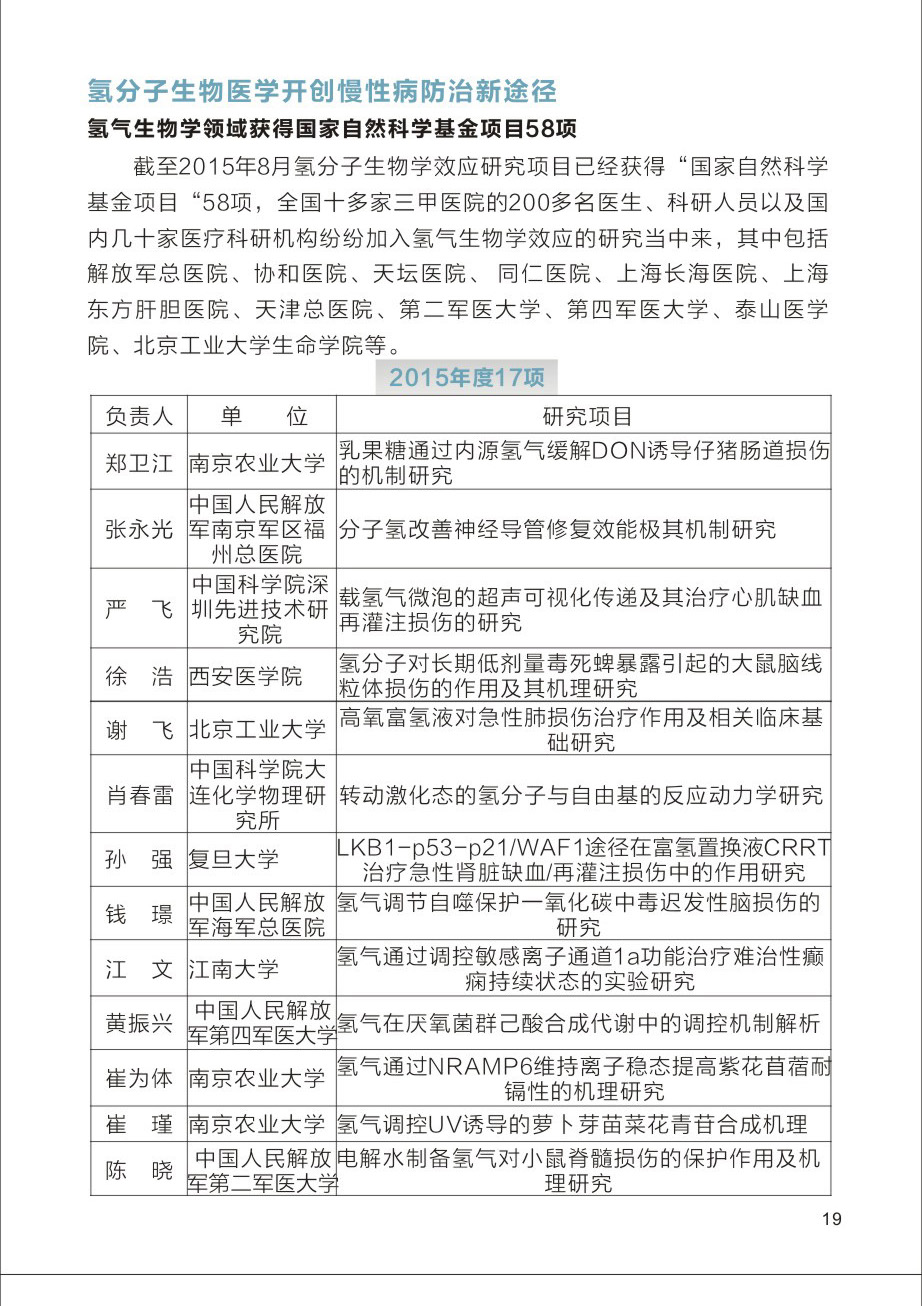 氢分子生物医学开创慢性病防治新途径
氢气生物学领域获得国家自然科学基金项目58项
截至2015年8月氢分子生物学效应研究项目已经获得“国家自然科学
基金项目“58项，全国十多家三甲医院的200多名医生、科研人员以及国
内几十家医疗科研机构纷纷加入氢气生物学效应的研究当中来，其中包括
解放军总医院、协和医院、天坛医院、 同仁医院、上海长海医院、上海
东方肝胆医院、天津总医院、第二军医大学、第四军医大学、泰山医学
院、北京工业大学生命学院等。
2015年度17项
负责人 单 位 研究项目
郑卫江 南京农业大学 乳果糖通过内源氢气缓解DON诱导仔猪肠道损伤
的机制研究
中国人民解放
张永光 军南京军区福 分子氢改善神经导管修复效能极其机制研究
州总医院
中国科学院深
严 飞 圳先进技术研 载氢气微泡的超声可视化传递及其治疗心肌缺血
究院 再灌注损伤的研究
徐 浩 西安医学院 氢分子对长期低剂量毒死蜱暴露引起的大鼠脑线
粒体损伤的作用及其机理研究
谢 飞 北京工业大学 高氧富氢液对急性肺损伤治疗作用及相关临床基
础研究
中国科学院大
肖春雷 连化学物理研 转动激化态的氢分子与自由基的反应动力学研究
究所
孙 强 复旦大学 LKB1-p53-p21/WAF1途径在富氢置换液CRRT
治疗急性肾脏缺血/再灌注损伤中的作用研究
钱 璟 中国人民解放 氢气调节自噬保护一氧化碳中毒迟发性脑损伤的
军海军总医院 研究
江 文 江南大学 氢气通过调控敏感离子通道1a功能治疗难治性癫
痫持续状态的实验研究
黄振兴 中国人民解放 氢气在厌氧菌群己酸合成代谢中的调控机制解析
军第四军医大学
崔为体 南京农业大学 氢气通过NRAMP6维持离子稳态提高紫花苜蓿耐
镉性的机理研究
崔 瑾 南京农业大学 氢气调控UV诱导的萝卜芽苗菜花青苷合成机理
陈 晓 中国人民解放 电解水制备氢气对小鼠脊髓损伤的保护作用及机
军第二军医大学 理研究
19